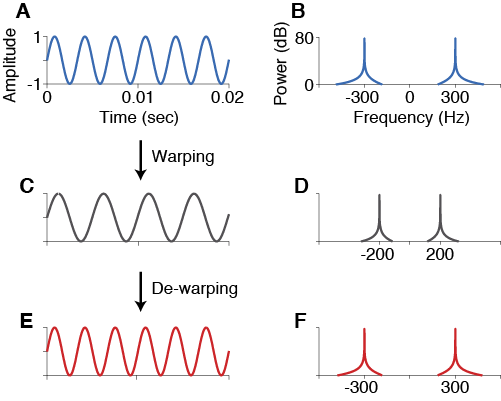 A
B
Amplitude
1
-1
0
0.01
0.02
Time (sec)
Power (dB)
80
0
-300
0
300
Frequency (Hz)
Warping
C
D
-200
200
De-warping
E
F
-300
300